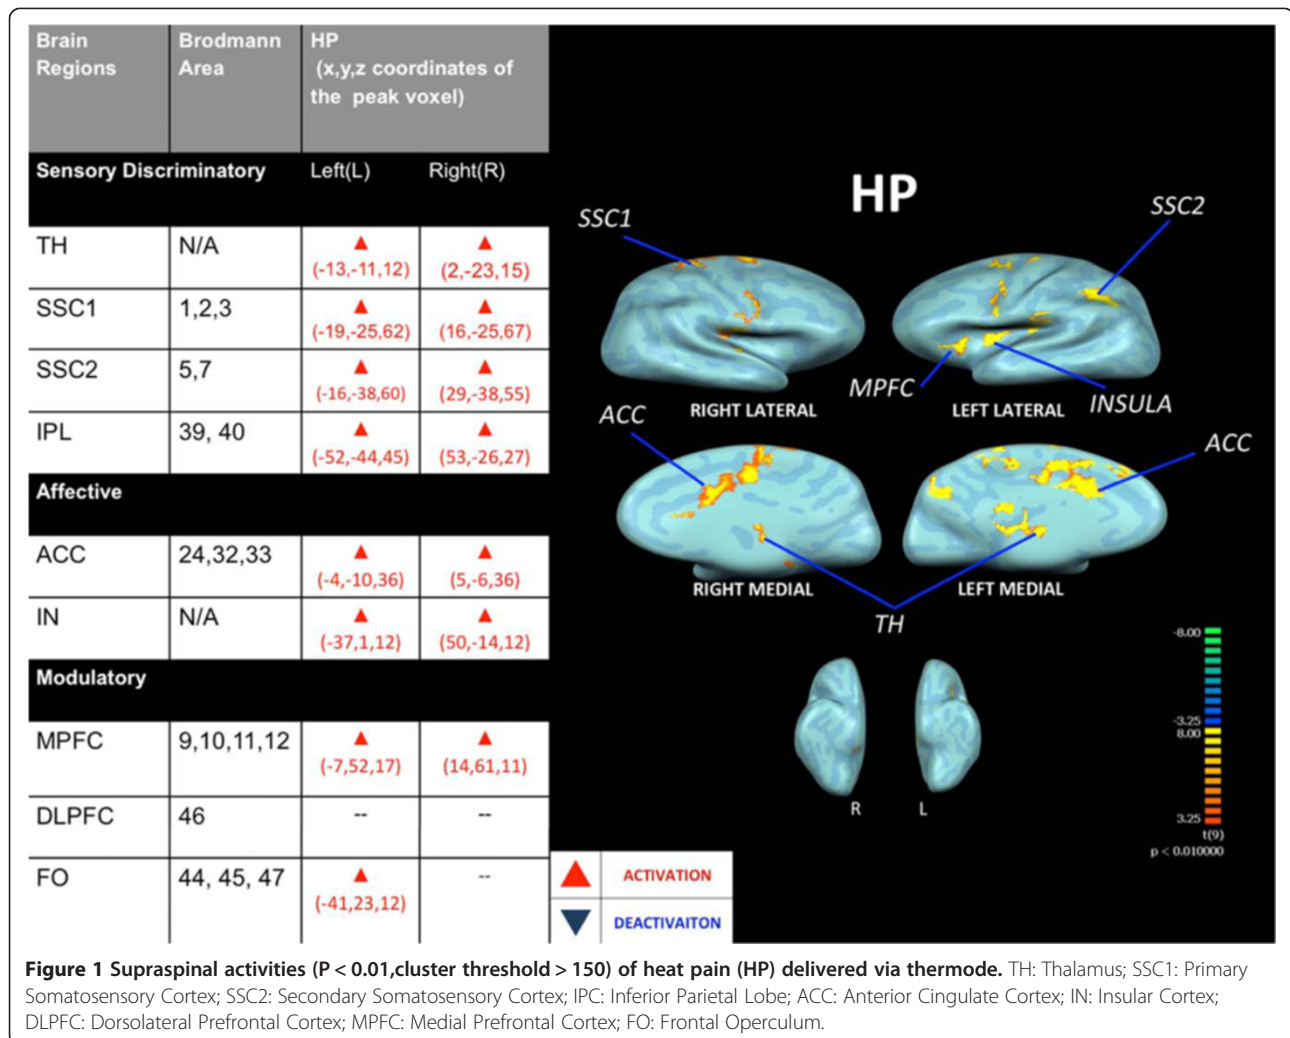 Brain Regions Brodmann Area HP (x,y,z coordinates of the peak voxel)
Sensory Discriminatory Left(L) Right(R)
TH N/A ▲ (-13,-11,12) ▲ (2,-23,15)
SSC1 1,2,3 ▲ (-19,-25,62) ▲ (16,-25,67)
SSC2 5,7 ▲ (-16,-38,60) ▲ (29,-38,55)
IPL 39, 40 ▲ (-52,-44,45) ▲ (53,-26,27)
Affective
ACC 24,32,33 ▲ (-4,-10,36) ▲ (5,-6,36)
IN N/A ▲ (-37,1,12) ▲ (50,-14,12)
Modulatory
MPFC 9,10,11,12 ▲ (-7,52,17) ▲ (14,61,11)
DLPFC 46 -- --
FO 44, 45, 47 ▲ (-41,23,12) --
HP
SSC1
SSC2
MPFC
INSULA
RIGHT LATERAL
LEFT LATERAL
ACC
ACC
RIGHT MEDIAL
LEFT MEDIAL
TH
R L
-8.00
-3.25
8.00
3.25
t(9)
p < 0.010000
▲ ACTIVATION
▼ DEACTIVAITON
Figure 1 Supraspinal activities (P < 0.01,cluster threshold > 150) of heat pain (HP) delivered via thermode. TH: Thalamus; SSC1: Primary
Somatosensory Cortex; SSC2: Secondary Somatosensory Cortex; IPC: Inferior Parietal Lobe; ACC: Anterior Cingulate Cortex; IN: Insular Cortex;
DLPFC: Dorsolateral Prefrontal Cortex; MPFC: Medial Prefrontal Cortex; FO: Frontal Operculum.